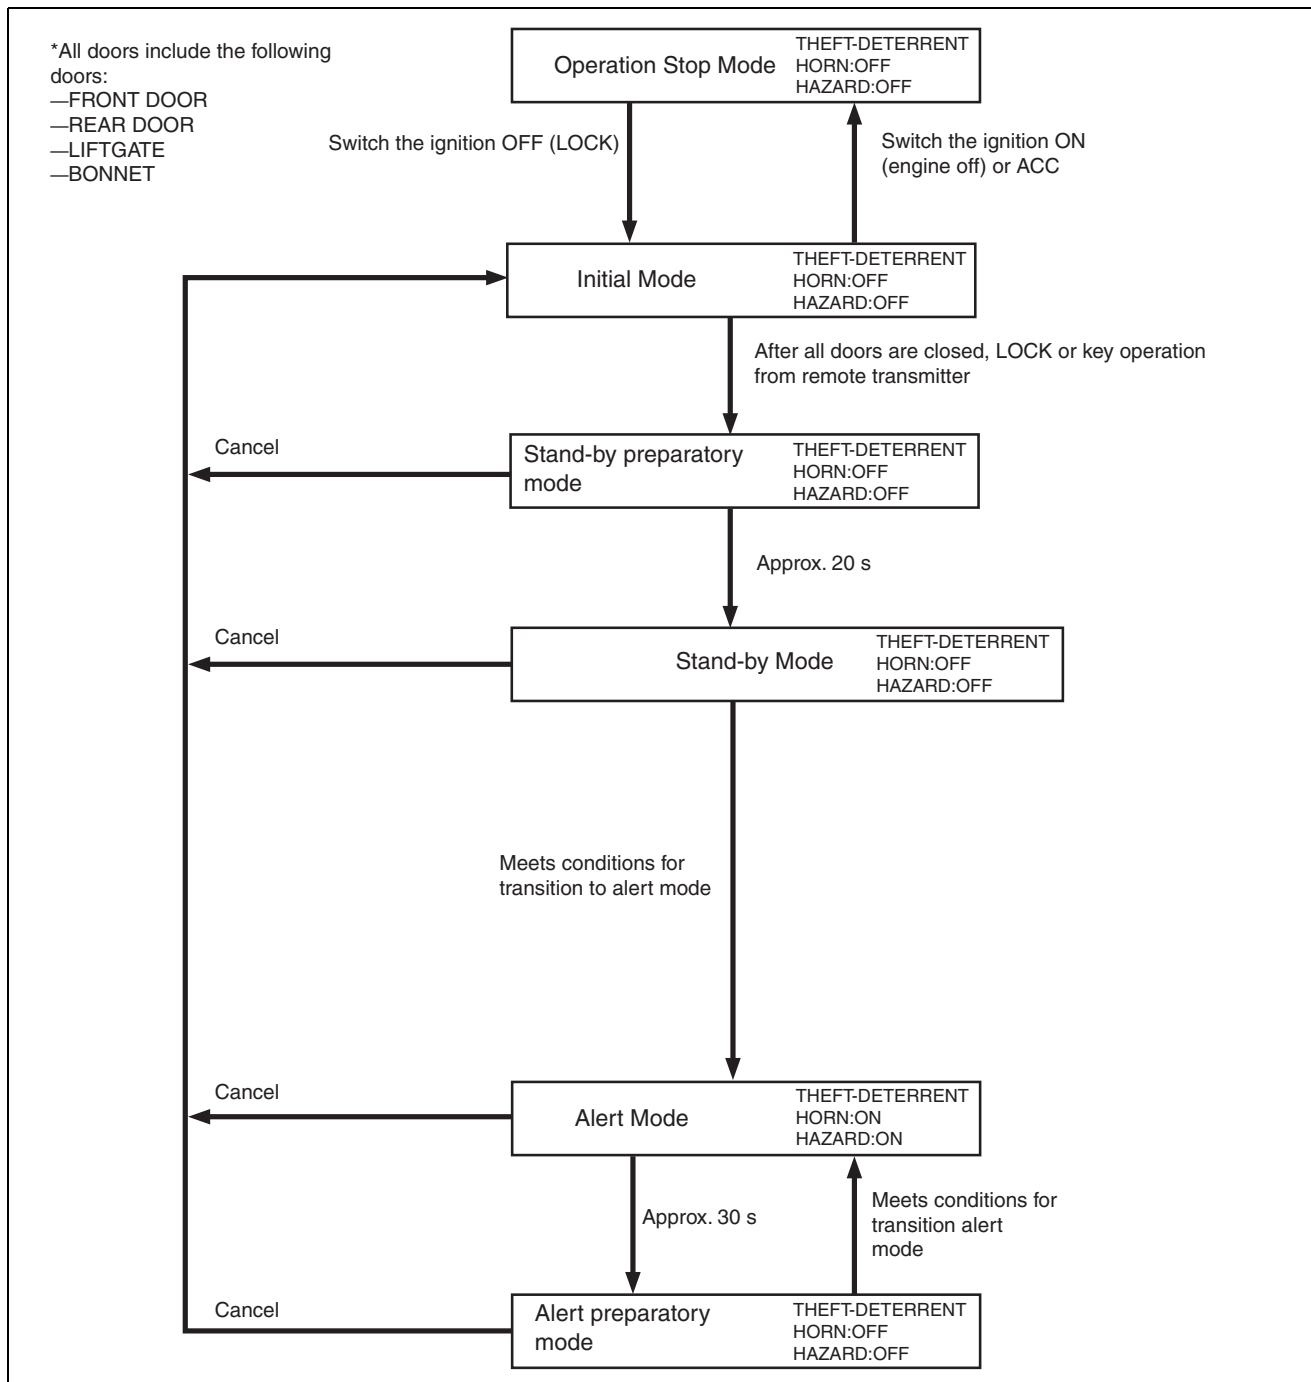 *All doors include the following
doors:
—FRONT DOOR
—REAR DOOR
—LIFTGATE
—BONNET
Operation Stop Mode
THEFT-DETERRENT
HORN:OFF
HAZARD:OFF
Switch the ignition OFF (LOCK)
Switch the ignition ON
(engine off) or ACC
Initial Mode
THEFT-DETERRENT
HORN:OFF
HAZARD:OFF
After all doors are closed, LOCK or key operation
from remote transmitter
Cancel
Stand-by preparatory
mode
THEFT-DETERRENT
HORN:OFF
HAZARD:OFF
Approx. 20 s
Cancel
Stand-by Mode
THEFT-DETERRENT
HORN:OFF
HAZARD:OFF
Meets conditions for
transition to alert mode
Cancel
Alert Mode
THEFT-DETERRENT
HORN:ON
HAZARD:ON
Approx. 30 s
Meets conditions for
transition alert
mode
Cancel
Alert preparatory
mode
THEFT-DETERRENT
HORN:OFF
HAZARD:OFF